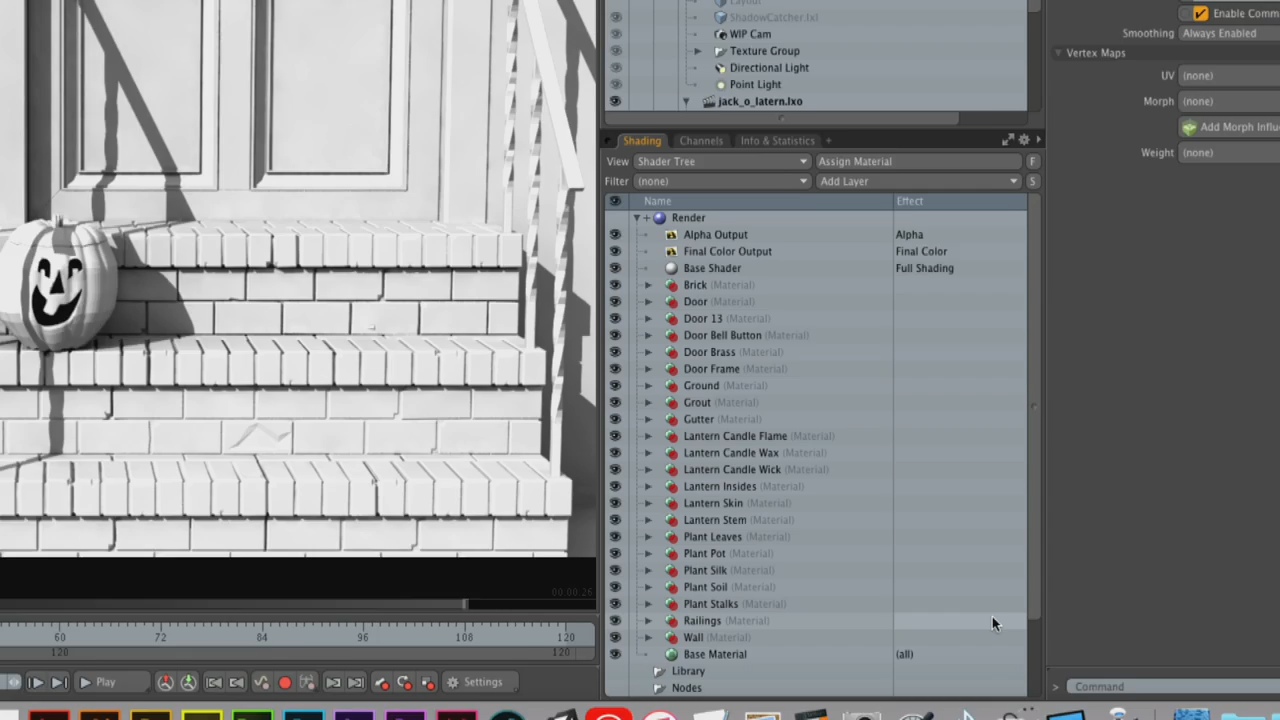 Layout
ShadowCatcher.lxl
WIP Cam
Texture Group
Directional Light
Point Light
jack_o_latern.lxo
Enable Comm
Smoothing Always Enabled
Vertex Maps
UV (none)
Morph (none)
Add Morph Influ
Weight (none)
Shading Channels Info & Statistics +
View Shader Tree Assign Material F
Filter (none) Add Layer S
Name Effect
Render
Alpha Output Alpha
Final Color Output Final Color
Base Shader Full Shading
Brick (Material)
Door (Material)
Door 13 (Material)
Door Bell Button (Material)
Door Brass (Material)
Door Frame (Material)
Ground (Material)
Grout (Material)
Gutter (Material)
Lantern Candle Flame (Material)
Lantern Candle Wax (Material)
Lantern Candle Wick (Material)
Lantern Insides (Material)
Lantern Skin (Material)
Lantern Stem (Material)
Plant Leaves (Material)
Plant Pot (Material)
Plant Silk (Material)
Plant Soil (Material)
Plant Stalks (Material)
Railings (Material)
Wall (Material)
Base Material (all)
Library
Nodes
00:00:26
60 72 84 96 108 120
120 120
Play Settings
> Command